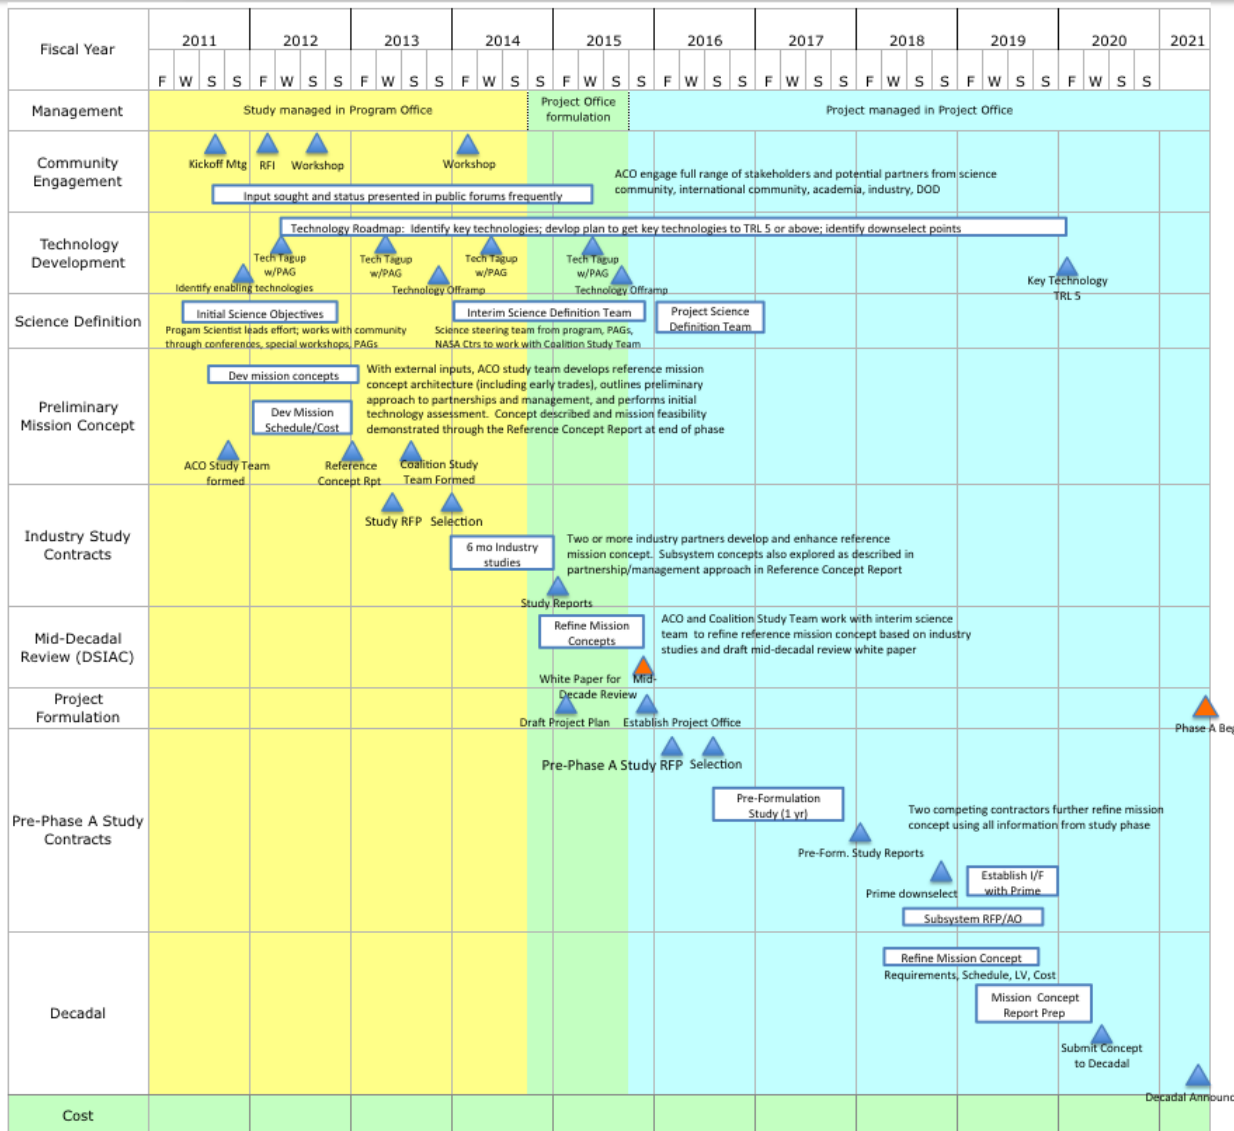 Fiscal Year
2011 2012 2013 2014 2015 2016 2017 2018 2019 2020 2021
F W S S F W S S F W S S F W S S F W S S F W S S F W S S F W S S F W S S F W S S
Management
Study managed in Program Office
Project Office
formulation
Project managed in Project Office
Community
Engagement
Kickoff Mtg
RFI
Workshop
Workshop
Input sought and status presented in public forums frequently
ACO engage full range of stakeholders and potential partners from science
community, international community, academia, industry, DOD
Technology
Development
Technology Roadmap: Identify key technologies; devlop plan to get key technologies to TRL 5 or above; identify downselect points
Tech Tagup
w/PAG
Tech Tagup
w/PAG
Tech Tagup
w/PAG
Tech Tagup
w/PAG
Identify enabling technologies
Technology Offramp
Technology Offramp
Key Technology
TRL 5
Science Definition
Initial Science Objectives
Progam Scientist leads effort; works with community
through conferences, special workshops, PAGs
Interim Science Definition Team
Science steering team from program, PAGs,
NASA Ctrs to work with Coalition Study Team
Project Science
Definition Team
Preliminary
Mission Concept
Dev mission concepts
Dev Mission
Schedule/Cost
With external inputs, ACO study team develops reference mission
concept architecture (including early trades), outlines preliminary
approach to partnerships and management, and performs initial
technology assessment. Concept described and mission feasibility
demonstrated through the Reference Concept Report at end of phase
ACO Study Team
formed
Reference
Concept Rpt
Coalition Study
Team Formed
Industry Study
Contracts
Study RFP
Selection
6 mo Industry
studies
Study Reports
Two or more industry partners develop and enhance reference
mission concept. Subsystem concepts also explored as described in
partnership/management approach in Reference Concept Report
Mid-Decadal
Review (DSIAC)
Refine Mission
Concepts
ACO and Coalition Study Team work with interim science
team to refine reference mission concept based on industry
studies and draft mid-decadal review white paper
White Paper for Mid-
Decade Review
Project
Formulation
Draft Project Plan
Establish Project Office
Phase A Beg
Pre-Phase A Study
Contracts
Pre-Phase A Study RFP
Selection
Pre-Formulation
Study (1 yr)
Pre-Form. Study Reports
Two competing contractors further refine mission
concept using all information from study phase
Prime downselect
Establish I/F
with Prime
Subsystem RFP/AO
Decadal
Refine Mission Concept
Requirements, Schedule, LV, Cost
Mission Concept
Report Prep
Submit Concept
to Decadal
Decadal Announc
Cost